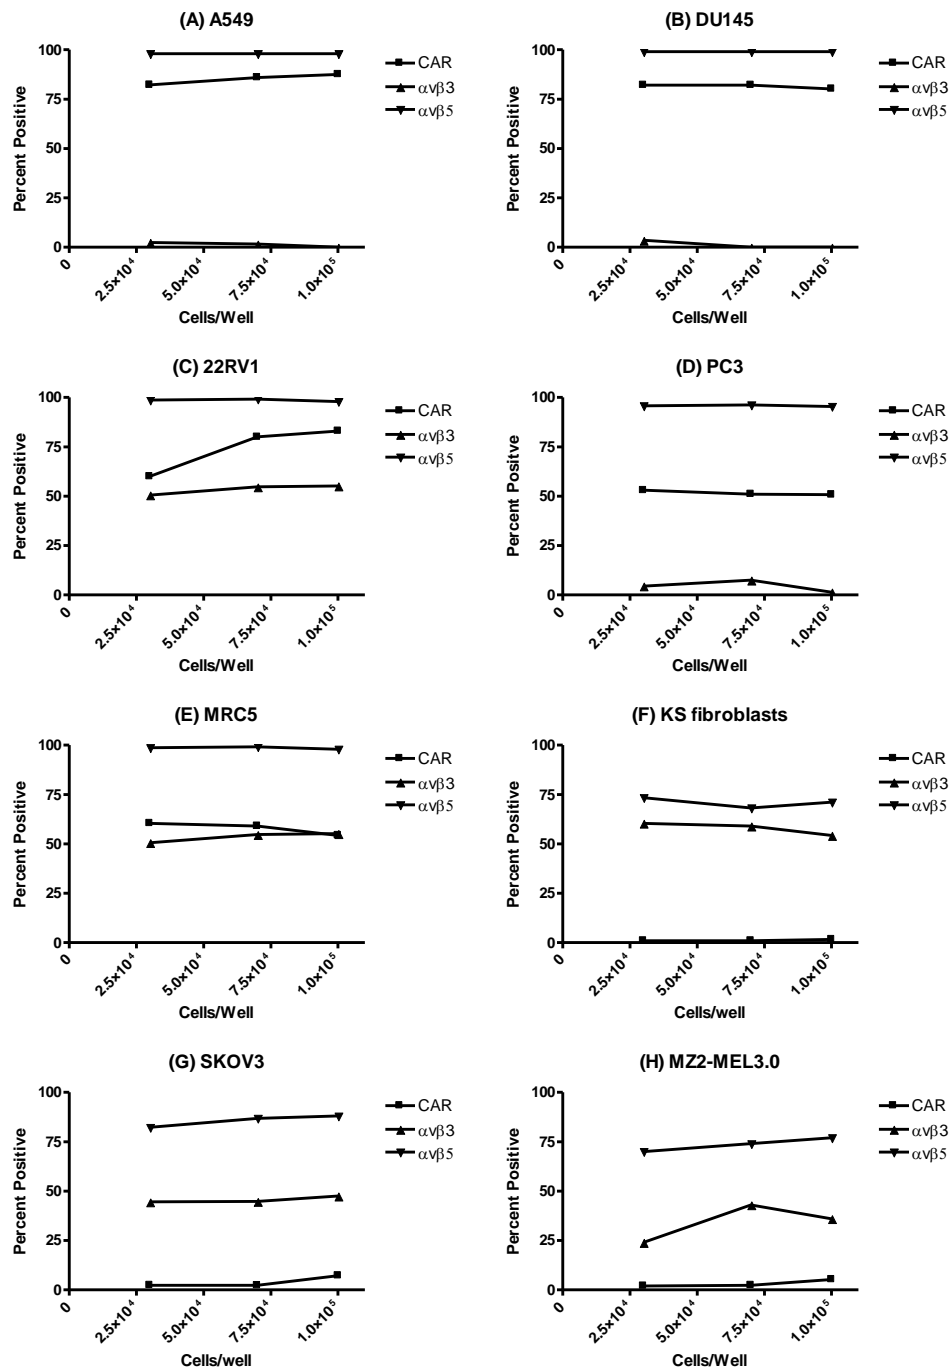 (A) A549
Percent Positive
100
75
50
25
0
0
2.5×10⁴
5.0×10⁴
7.5×10⁴
1.0×10⁵
Cells/Well
CAR
αvβ3
αvβ5
(B) DU145
Percent Positive
100
75
50
25
0
0
2.5×10⁴
5.0×10⁴
7.5×10⁴
1.0×10⁵
Cells/Well
CAR
αvβ3
αvβ5
(C) 22RV1
Percent Positive
100
75
50
25
0
0
2.5×10⁴
5.0×10⁴
7.5×10⁴
1.0×10⁵
Cells/Well
CAR
αvβ3
αvβ5
(D) PC3
Percent Positive
100
75
50
25
0
0
2.5×10⁴
5.0×10⁴
7.5×10⁴
1.0×10⁵
Cells/Well
CAR
αvβ3
αvβ5
(E) MRC5
Percent Positive
100
75
50
25
0
0
2.5×10⁴
5.0×10⁴
7.5×10⁴
1.0×10⁵
Cells/Well
CAR
αvβ3
αvβ5
(F) KS fibroblasts
Percent Positive
100
75
50
25
0
0
2.5×10⁴
5.0×10⁴
7.5×10⁴
1.0×10⁵
Cells/well
CAR
αvβ3
αvβ5
(G) SKOV3
Percent Positive
100
75
50
25
0
0
2.5×10⁴
5.0×10⁴
7.5×10⁴
1.0×10⁵
Cells/well
CAR
αvβ3
αvβ5
(H) MZ2-MEL3.0
Percent Positive
100
75
50
25
0
0
2.5×10⁴
5.0×10⁴
7.5×10⁴
1.0×10⁵
Cells/Well
CAR
αvβ3
αvβ5